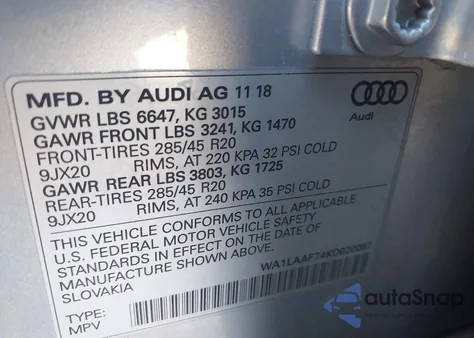 MFD. BY AUDI AG 11 18
GVWR LBS 6647, KG 3015
GAWR FRONT LBS 3241, KG 1470
FRONT-TIRES 285/45 R20
9JX20 RIMS, AT 220 KPA 32 PSI COLD
GAWR REAR LBS 3803, KG 1725
REAR-TIRES 285/45 R20
9JX20 RIMS, AT 240 KPA 35 PSI COLD
THIS VEHICLE CONFORMS TO ALL APPLICABLE
U.S. FEDERAL MOTOR VEHICLE SAFETY
STANDARDS IN EFFECT ON THE DATE OF
MANUFACTURE SHOWN ABOVE.
SLOVAKIA
TYPE:
MPV
Audi
autoSnap